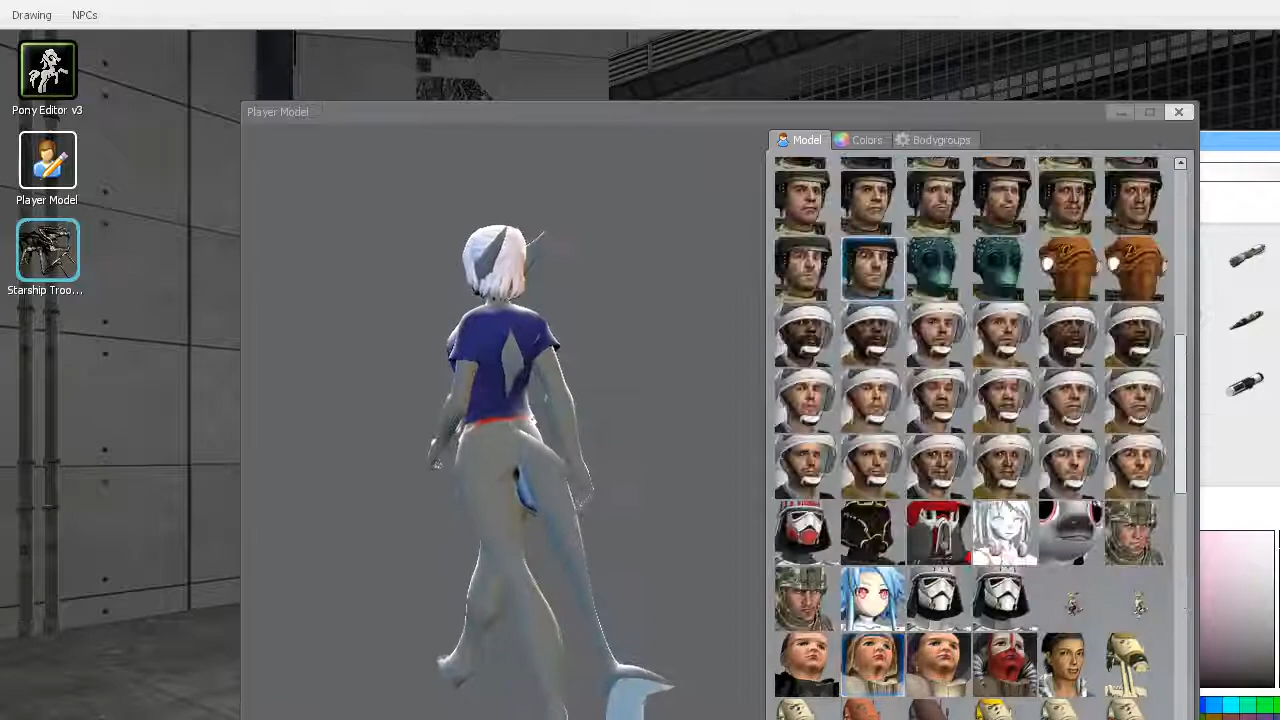 Drawing NPCs
Pony Editor v3
Player Model
Starship Troo...
Player Model
Model Colors Bodygroups